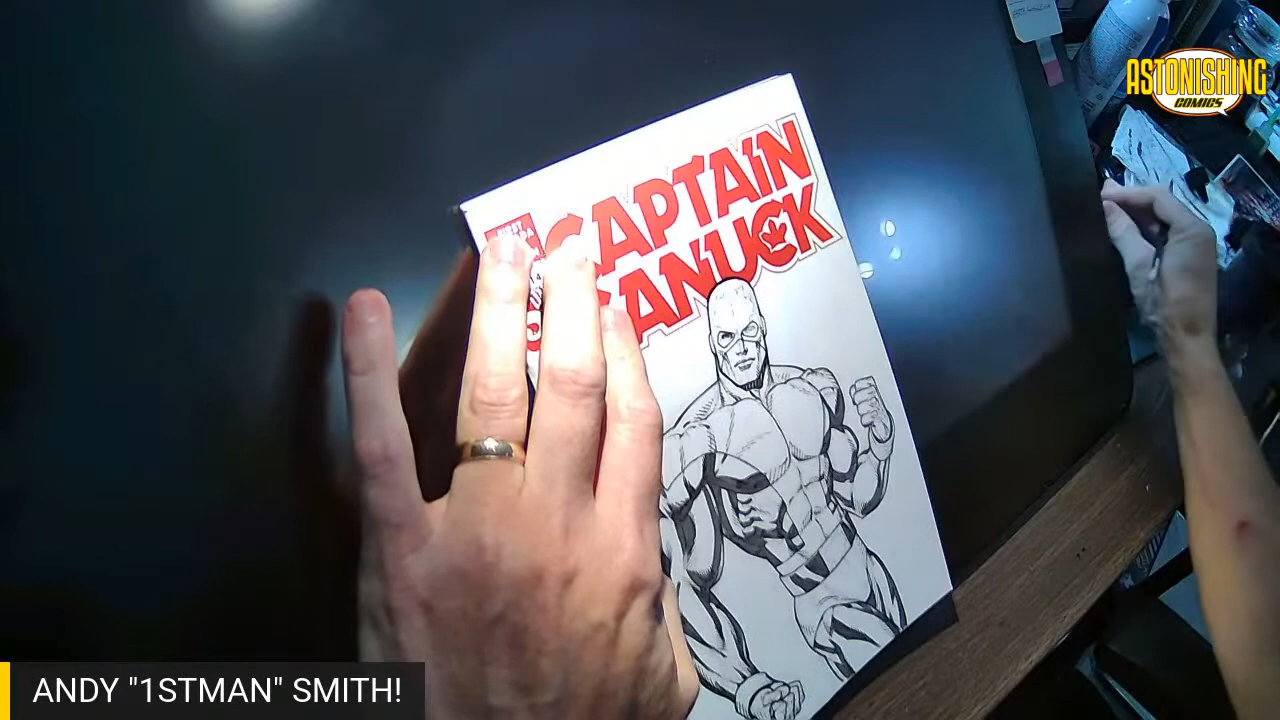 ASTONISHING
COMICS
CAPTAIN
CANUCK
ANDY "1STMAN" SMITH!